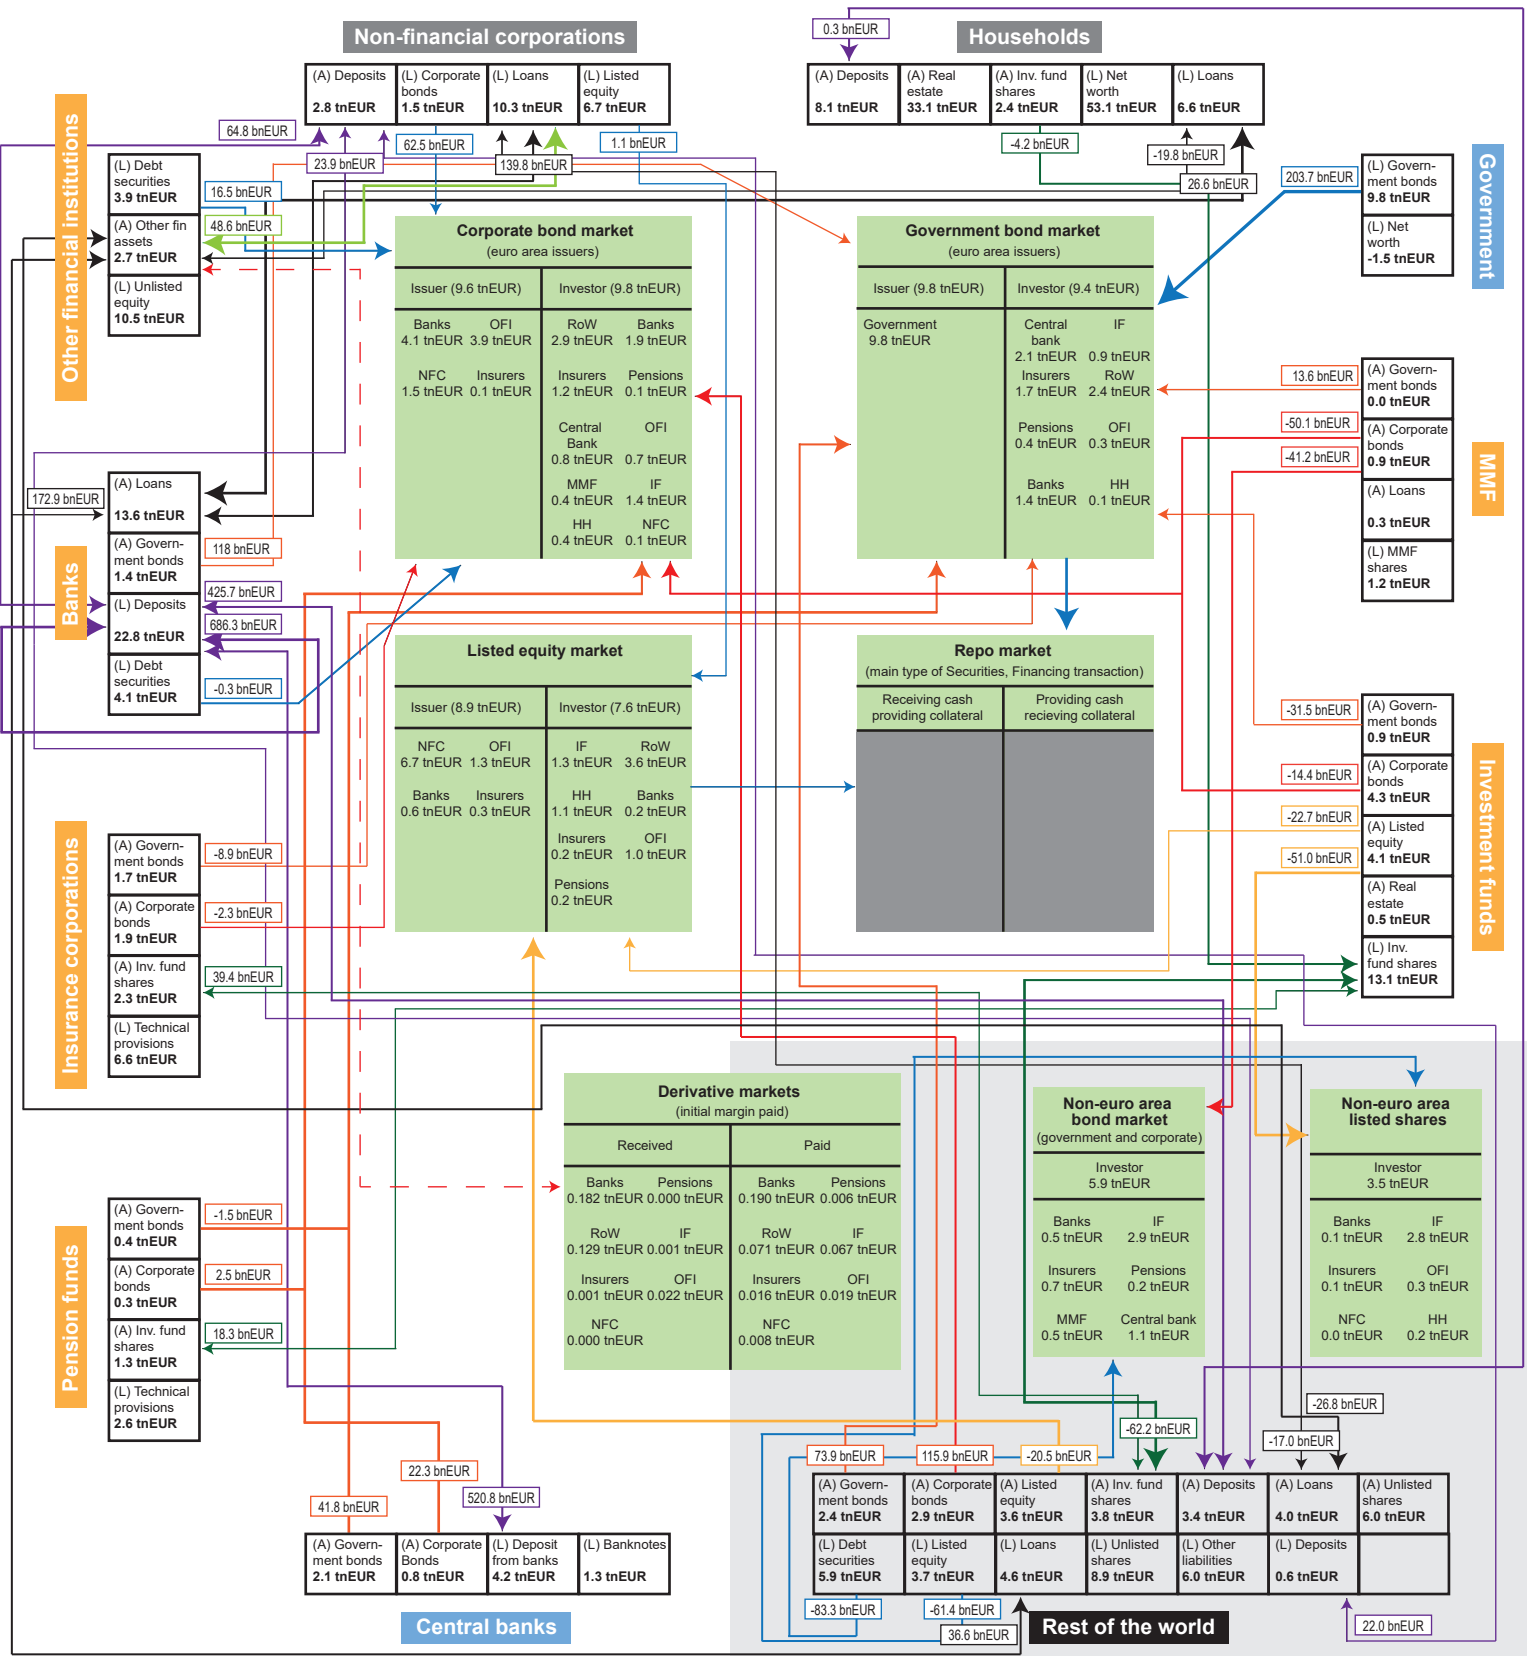 0.3 bnEUR
Non-financial corporations
Households
(A) Deposits
2.8 tnEUR
(L) Corporate
bonds
1.5 tnEUR
(L) Loans
10.3 tnEUR
(L) Listed
equity
6.7 tnEUR
(A) Deposits
8.1 tnEUR
(A) Real
estate
33.1 tnEUR
(A) Inv. fund
shares
2.4 tnEUR
(L) Net
worth
53.1 tnEUR
(L) Loans
6.6 tnEUR
64.8 bnEUR
62.5 bnEUR
1.1 bnEUR
-4.2 bnEUR
-19.8 bnEUR
23.9 bnEUR
139.8 bnEUR
26.6 bnEUR
Other financial institutions
(L) Debt
securities
3.9 tnEUR
(A) Other fin
assets
2.7 tnEUR
(L) Unlisted
equity
10.5 tnEUR
16.5 bnEUR
48.6 bnEUR
203.7 bnEUR
(L) Govern-
ment bonds
9.8 tnEUR
(L) Net
worth
-1.5 tnEUR
Government
Corporate bond market
(euro area issuers)
Issuer (9.6 tnEUR)
Investor (9.8 tnEUR)
Banks OFI
4.1 tnEUR 3.9 tnEUR
NFC Insurers
1.5 tnEUR 0.1 tnEUR
RoW Banks
2.9 tnEUR 1.9 tnEUR
Insurers Pensions
1.2 tnEUR 0.1 tnEUR
Central OFI
Bank
0.8 tnEUR 0.7 tnEUR
MMF IF
0.4 tnEUR 1.4 tnEUR
HH NFC
0.4 tnEUR 0.1 tnEUR
Government bond market
(euro area issuers)
Issuer (9.8 tnEUR)
Investor (9.4 tnEUR)
Government
9.8 tnEUR
Central IF
bank
2.1 tnEUR 0.9 tnEUR
Insurers RoW
1.7 tnEUR 2.4 tnEUR
Pensions OFI
0.4 tnEUR 0.3 tnEUR
Banks HH
1.4 tnEUR 0.1 tnEUR
13.6 bnEUR
-50.1 bnEUR
-41.2 bnEUR
(A) Govern-
ment bonds
0.0 tnEUR
(A) Corporate
bonds
0.9 tnEUR
(A) Loans
0.3 tnEUR
(L) MMF
shares
1.2 tnEUR
MMF
Banks
172.9 bnEUR
(A) Loans
13.6 tnEUR
(A) Govern-
ment bonds
1.4 tnEUR
(L) Deposits
22.8 tnEUR
(L) Debt
securities
4.1 tnEUR
118 bnEUR
425.7 bnEUR
686.3 bnEUR
-0.3 bnEUR
Listed equity market
Issuer (8.9 tnEUR)
Investor (7.6 tnEUR)
NFC OFI
6.7 tnEUR 1.3 tnEUR
Banks Insurers
0.6 tnEUR 0.3 tnEUR
IF RoW
1.3 tnEUR 3.6 tnEUR
HH Banks
1.1 tnEUR 0.2 tnEUR
Insurers OFI
0.2 tnEUR 1.0 tnEUR
Pensions
0.2 tnEUR
Repo market
(main type of Securities, Financing transaction)
Receiving cash
providing collateral
Providing cash
recieving collateral
-31.5 bnEUR
-14.4 bnEUR
-22.7 bnEUR
-51.0 bnEUR
(A) Govern-
ment bonds
0.9 tnEUR
(A) Corporate
bonds
4.3 tnEUR
(A) Listed
equity
4.1 tnEUR
(A) Real
estate
0.5 tnEUR
(L) Inv.
fund shares
13.1 tnEUR
Investment funds
Insurance corporations
(A) Govern-
ment bonds
1.7 tnEUR
(A) Corporate
bonds
1.9 tnEUR
(A) Inv. fund
shares
2.3 tnEUR
(L) Technical
provisions
6.6 tnEUR
-8.9 bnEUR
-2.3 bnEUR
39.4 bnEUR
Derivative markets
(initial margin paid)
Received
Paid
Banks Pensions
0.182 tnEUR 0.000 tnEUR
RoW IF
0.129 tnEUR 0.001 tnEUR
Insurers OFI
0.001 tnEUR 0.022 tnEUR
NFC
0.000 tnEUR
Banks Pensions
0.190 tnEUR 0.006 tnEUR
RoW IF
0.071 tnEUR 0.067 tnEUR
Insurers OFI
0.016 tnEUR 0.019 tnEUR
NFC
0.008 tnEUR
Non-euro area
bond market
(government and corporate)
Investor
5.9 tnEUR
Banks IF
0.5 tnEUR 2.9 tnEUR
Insurers Pensions
0.7 tnEUR 0.2 tnEUR
MMF Central bank
0.5 tnEUR 1.1 tnEUR
Non-euro area
listed shares
Investor
3.5 tnEUR
Banks IF
0.1 tnEUR 2.8 tnEUR
Insurers OFI
0.1 tnEUR 0.3 tnEUR
NFC HH
0.0 tnEUR 0.2 tnEUR
Pension funds
(A) Govern-
ment bonds
0.4 tnEUR
(A) Corporate
bonds
0.3 tnEUR
(A) Inv. fund
shares
1.3 tnEUR
(L) Technical
provisions
2.6 tnEUR
-1.5 bnEUR
2.5 bnEUR
18.3 bnEUR
-26.8 bnEUR
-62.2 bnEUR
-17.0 bnEUR
73.9 bnEUR
115.9 bnEUR
-20.5 bnEUR
22.3 bnEUR
41.8 bnEUR
520.8 bnEUR
(A) Govern-
ment bonds
2.1 tnEUR
(A) Corporate
Bonds
0.8 tnEUR
(L) Deposit
from banks
4.2 tnEUR
(L) Banknotes
1.3 tnEUR
Central banks
(A) Govern-
ment bonds
2.4 tnEUR
(A) Corporate
bonds
2.9 tnEUR
(A) Listed
equity
3.6 tnEUR
(A) Inv. fund
shares
3.8 tnEUR
(A) Deposits
3.4 tnEUR
(A) Loans
4.0 tnEUR
(A) Unlisted
shares
6.0 tnEUR
(L) Debt
securities
5.9 tnEUR
(L) Listed
equity
3.7 tnEUR
(L) Loans
4.6 tnEUR
(L) Unlisted
shares
8.9 tnEUR
(L) Other
liabilities
6.0 tnEUR
(L) Deposits
0.6 tnEUR
-83.3 bnEUR
-61.4 bnEUR
36.6 bnEUR
Rest of the world
22.0 bnEUR